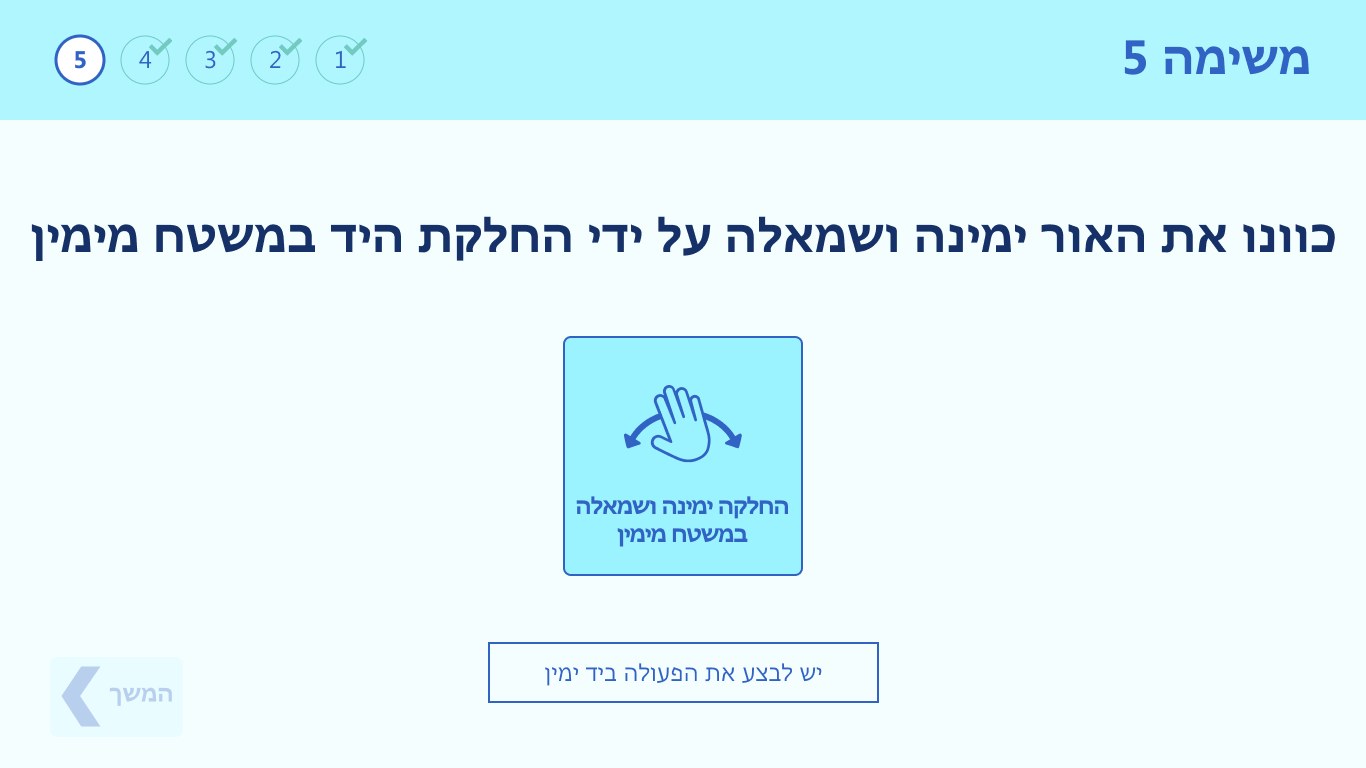 משימה 5
1 2 3 4 5
כוונו את האור ימינה ושמאלה על ידי החלקת היד במשטח מימין
החלקה ימינה ושמאלה
במשטח מימין
יש לבצע את הפעולה ביד ימין
המשך